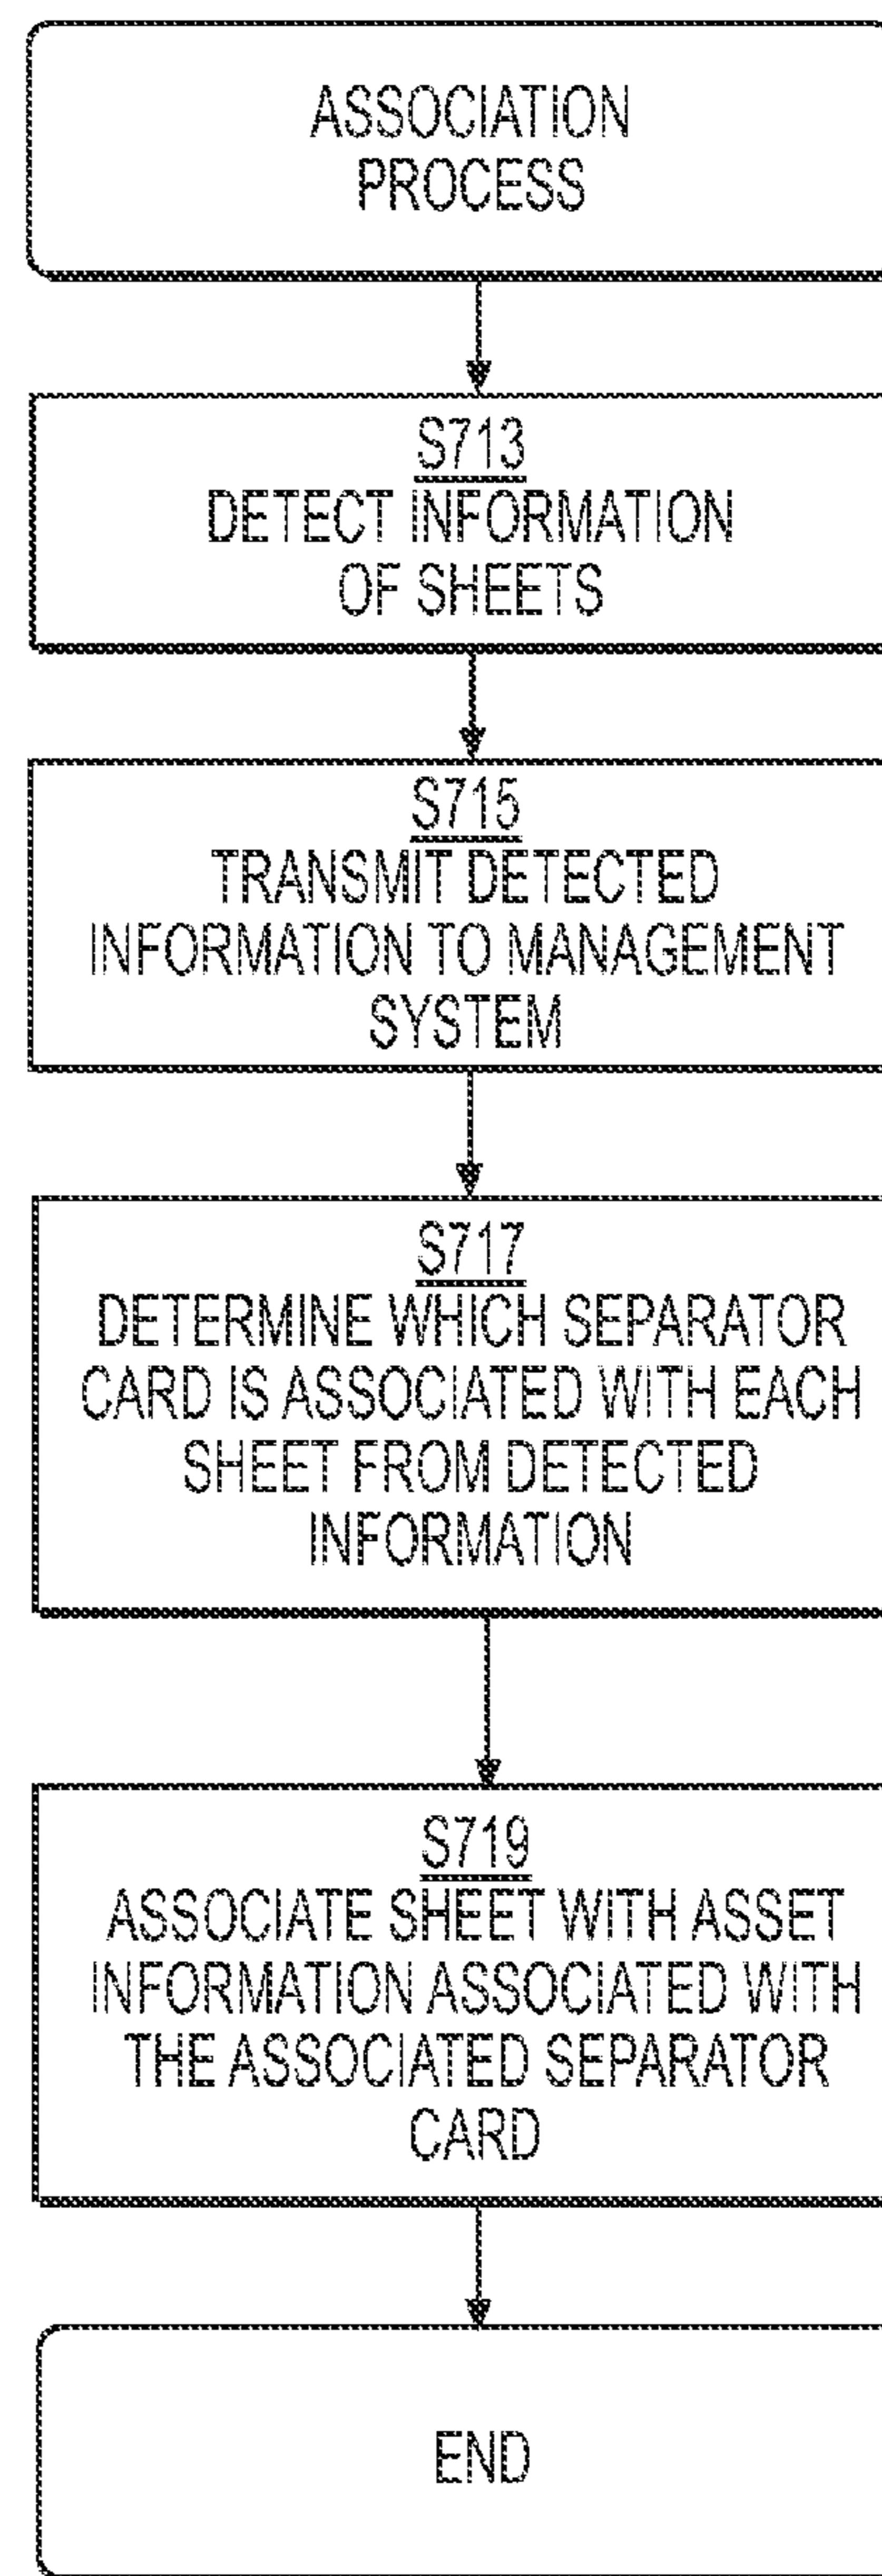 ASSOCIATION
PROCESS
S713
DETECT INFORMATION
OF SHEETS
S715
TRANSMIT DETECTED
INFORMATION TO MANAGEMENT
SYSTEM
S717
DETERMINE WHICH SEPARATOR
CARD IS ASSOCIATED WITH EACH
SHEET FROM DETECTED
INFORMATION
S719
ASSOCIATE SHEET WITH ASSET
INFORMATION ASSOCIATED WITH
THE ASSOCIATED SEPARATOR
CARD
END